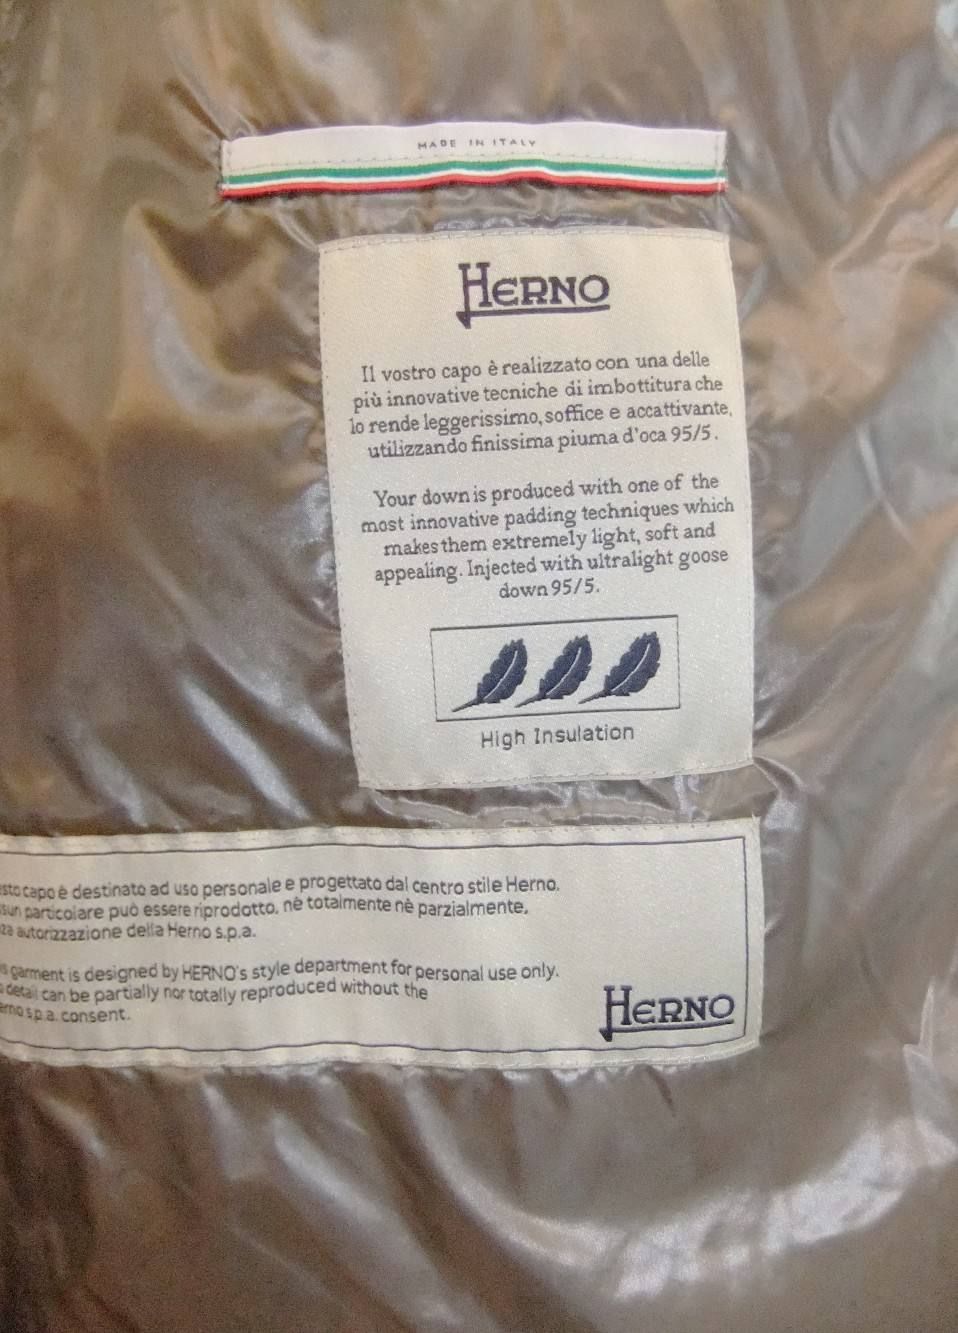 MADE IN ITALY
HERNO
Il vostro capo è realizzato con una delle
più innovative tecniche di imbottitura che
lo rende leggerissimo, soffice e accattivante,
utilizzando finissima piuma d'oca 95/5.
Your down is produced with one of the
most innovative padding techniques which
makes them extremely light, soft and
appealing. Injected with ultralight goose
down 95/5.
High Insulation
capo è destinato ad uso personale e progettato dal centro stile Herno.
particolare può essere riprodotto, nè totalmente nè parzialmente,
autorizzazione della Herno s.p.a.
garment is designed by HERNO's style department for personal use only.
detail can be partially nor totally reproduced without the
s.p.a. consent.
HERNO